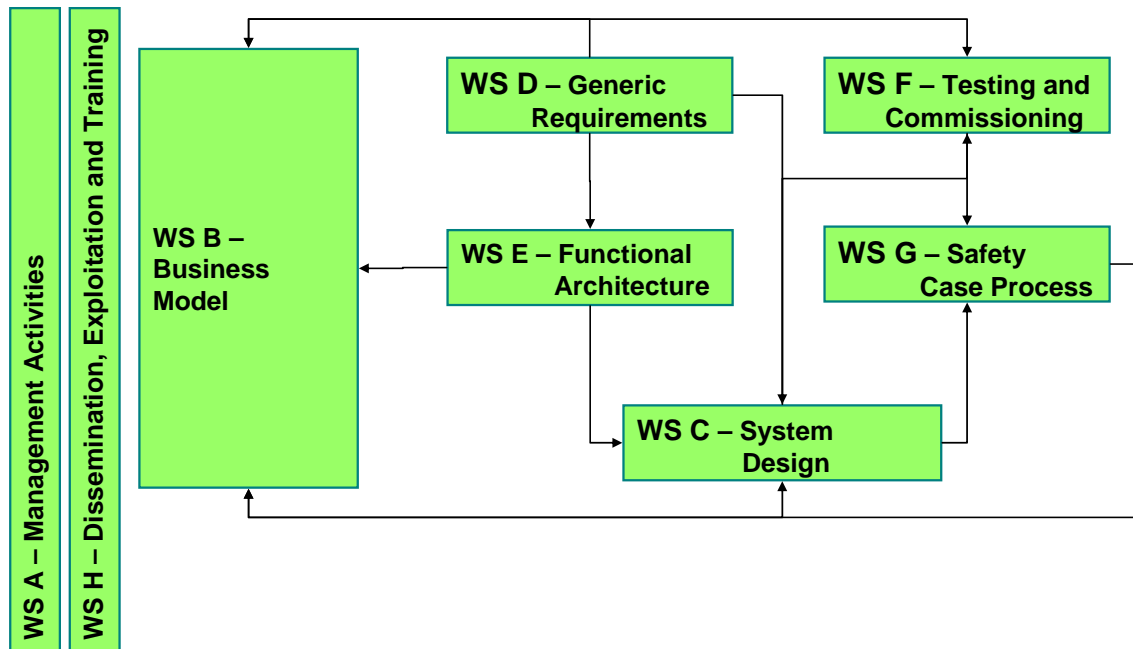 WS A – Management Activities
WS H – Dissemination, Exploitation and Training
WS B –
Business
Model
WS D – Generic
Requirements
WS E – Functional
Architecture
WS C – System
Design
WS F – Testing and
Commissioning
WS G – Safety
Case Process